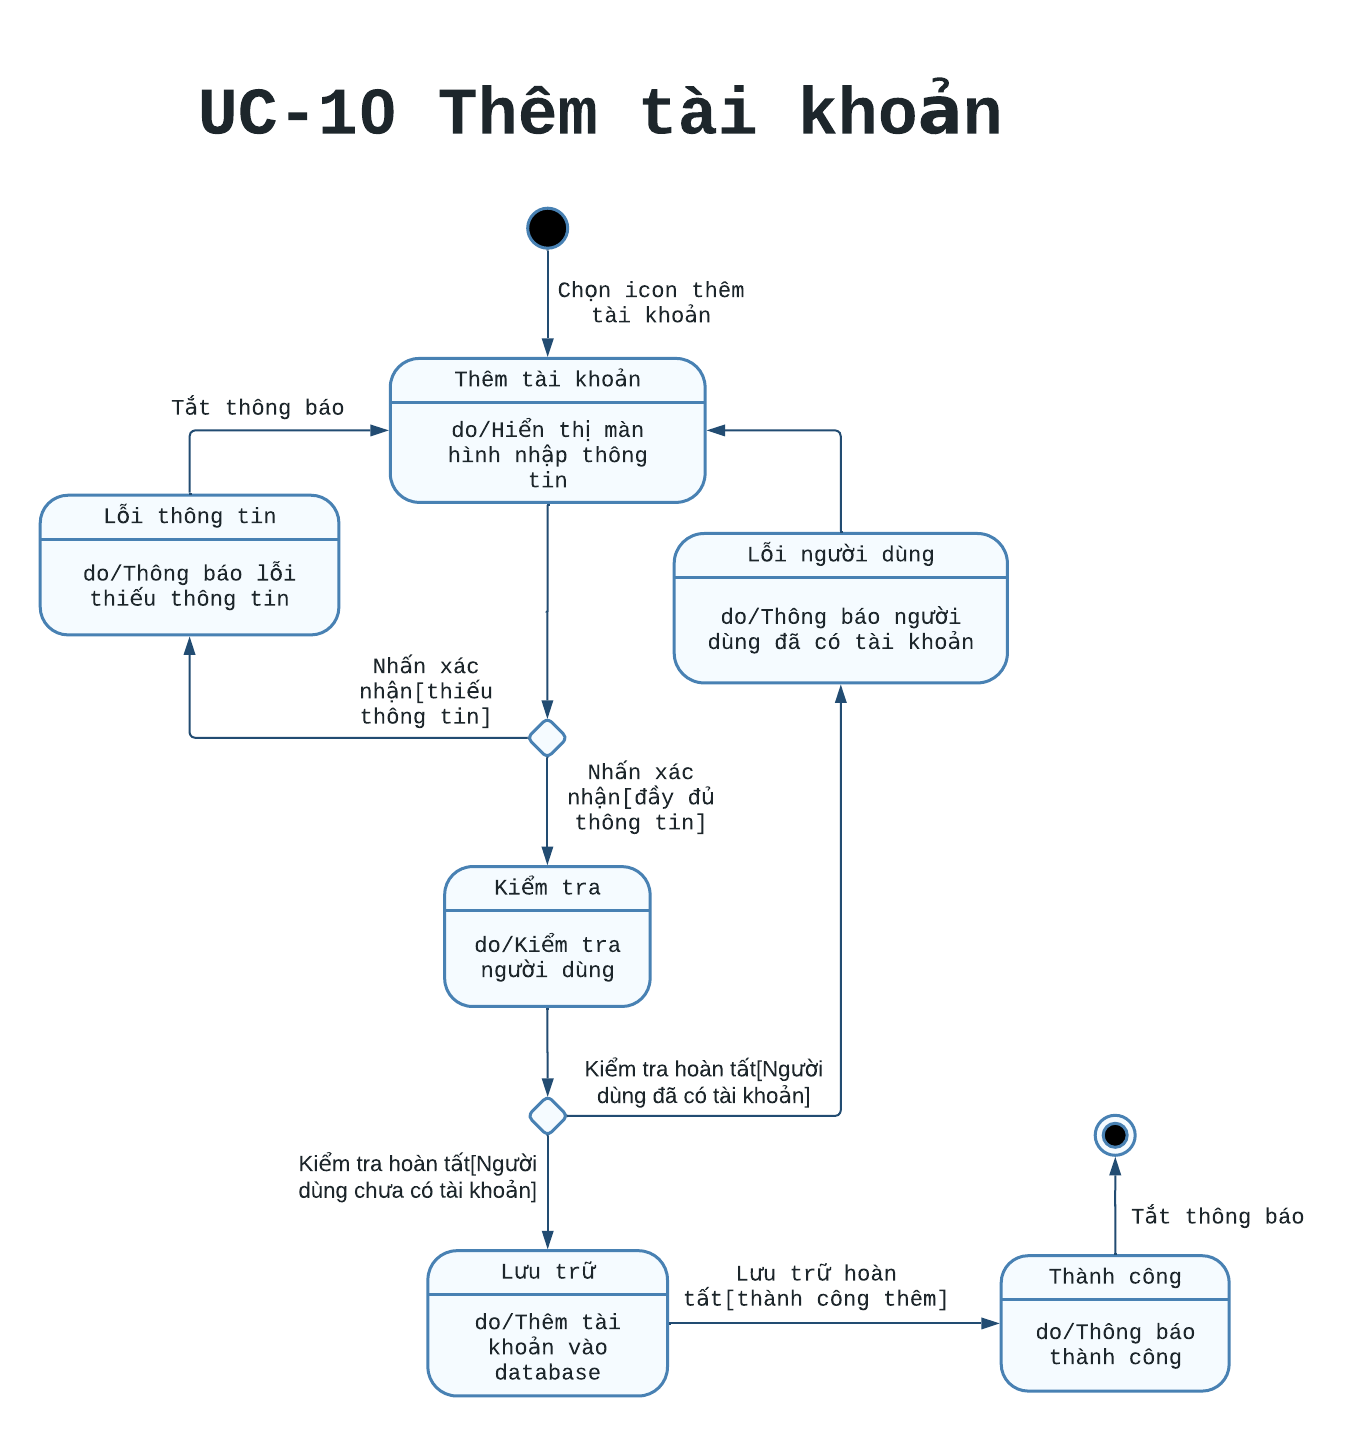 UC-10 Thêm tài khoản
Chọn icon thêm
tài khoản
Thêm tài khoản
do/Hiển thị màn
hình nhập thông
tin
Tắt thông báo
Lỗi thông tin
do/Thông báo lỗi
thiếu thông tin
Lỗi người dùng
do/Thông báo người
dùng đã có tài khoản
Nhấn xác
nhận[thiếu
thông tin]
Nhấn xác
nhận[đầy đủ
thông tin]
Kiểm tra
do/Kiểm tra
người dùng
Kiểm tra hoàn tất[Người
dùng đã có tài khoản]
Kiểm tra hoàn tất[Người
dùng chưa có tài khoản]
Lưu trữ
do/Thêm tài
khoản vào
database
Lưu trữ hoàn
tất[thành công thêm]
Tắt thông báo
Thành công
do/Thông báo
thành công